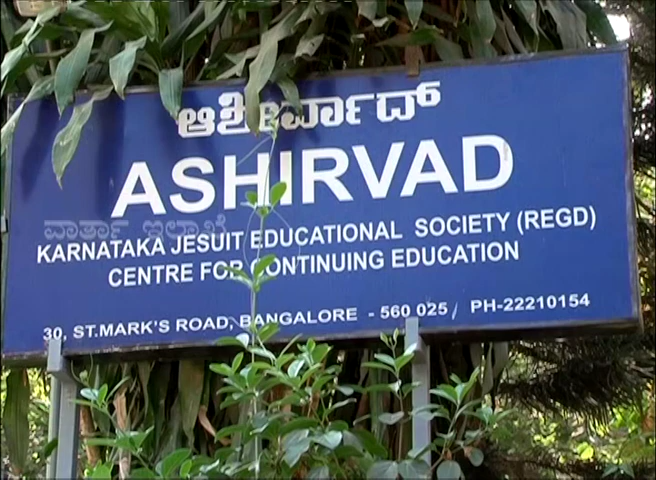 ಆಶೀರ್ವಾದ್
ASHIRVAD
ವಾರ್ತಾ ಇಲಾಖೆ
KARNATAKA JESUIT EDUCATIONAL SOCIETY (REGD)
CENTRE FOR CONTINUING EDUCATION
30, ST.MARK'S ROAD, BANGALORE - 560 025 / PH-22210154